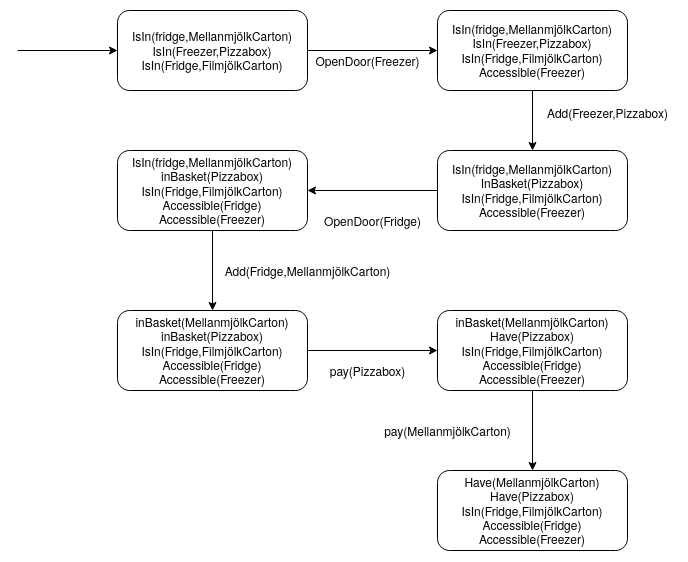 IsIn(fridge,MellanmjölkCarton)
IsIn(Freezer,Pizzabox)
IsIn(Fridge,FilmjölkCarton)
OpenDoor(Freezer)
IsIn(fridge,MellanmjölkCarton)
IsIn(Freezer,Pizzabox)
IsIn(Fridge,FilmjölkCarton)
Accessible(Freezer)
Add(Freezer,Pizzabox)
IsIn(fridge,MellanmjölkCarton)
InBasket(Pizzabox)
IsIn(Fridge,FilmjölkCarton)
Accessible(Freezer)
OpenDoor(Fridge)
IsIn(fridge,MellanmjölkCarton)
inBasket(Pizzabox)
IsIn(Fridge,FilmjölkCarton)
Accessible(Fridge)
Accessible(Freezer)
Add(Fridge,MellanmjölkCarton)
inBasket(MellanmjölkCarton)
inBasket(Pizzabox)
IsIn(Fridge,FilmjölkCarton)
Accessible(Fridge)
Accessible(Freezer)
pay(Pizzabox)
inBasket(MellanmjölkCarton)
Have(Pizzabox)
IsIn(Fridge,FilmjölkCarton)
Accessible(Fridge)
Accessible(Freezer)
pay(MellanmjölkCarton)
Have(MellanmjölkCarton)
Have(Pizzabox)
IsIn(Fridge,FilmjölkCarton)
Accessible(Fridge)
Accessible(Freezer)